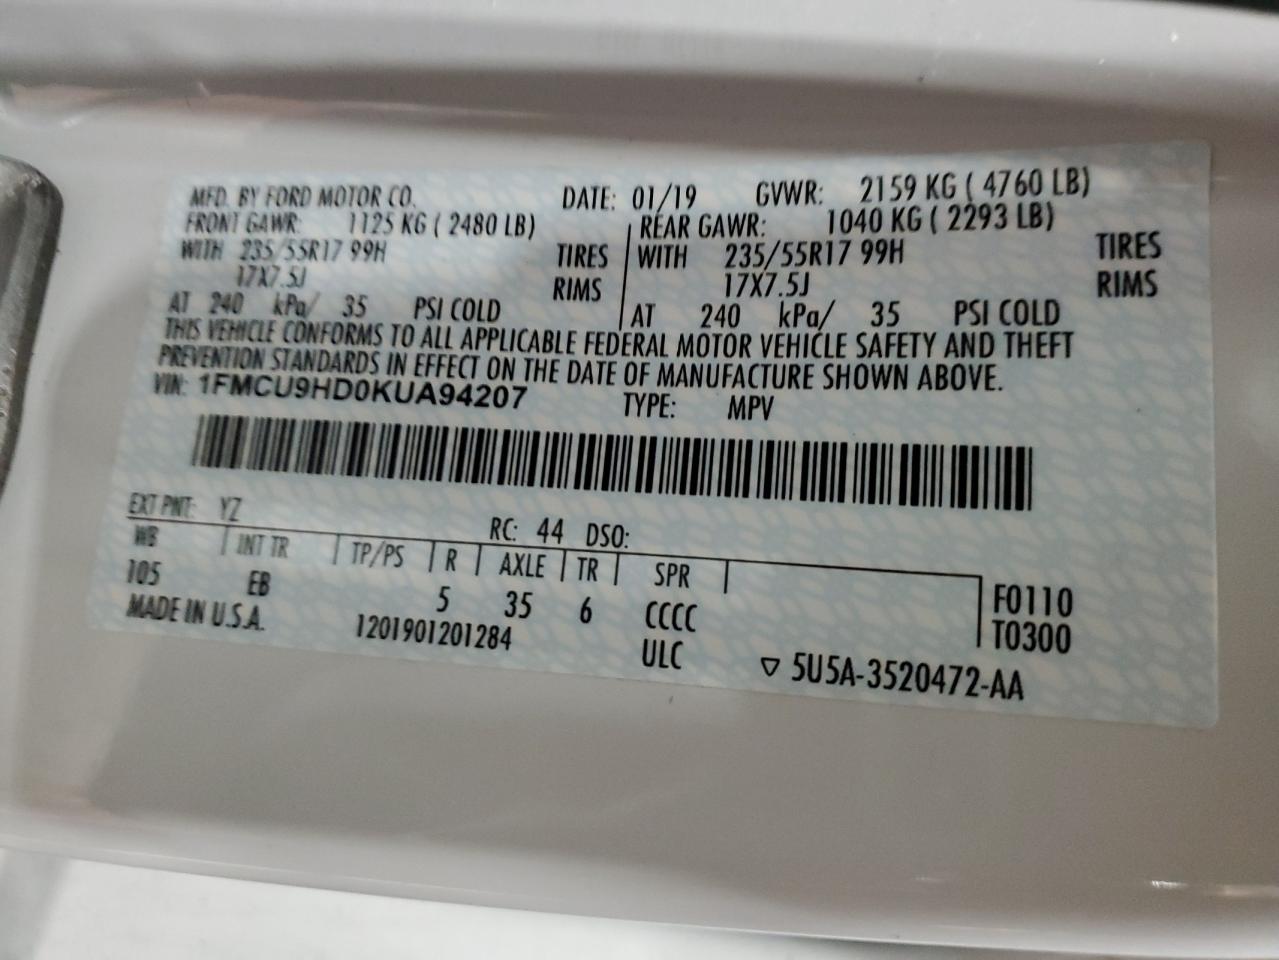 MFD. BY FORD MOTOR CO. DATE: 01/19 GVWR: 2159 KG ( 4760 LB)
FRONT GAWR: 1125 KG ( 2480 LB) REAR GAWR: 1040 KG ( 2293 LB)
WITH 235/55R17 99H TIRES WITH 235/55R17 99H TIRES
17X7.5J RIMS 17X7.5J RIMS
AT 240 kPa/ 35 PSI COLD AT 240 kPa/ 35 PSI COLD
THIS VEHICLE CONFORMS TO ALL APPLICABLE FEDERAL MOTOR VEHICLE SAFETY AND THEFT
PREVENTION STANDARDS IN EFFECT ON THE DATE OF MANUFACTURE SHOWN ABOVE.
VIN: 1FMCU9HD0KUA94207 TYPE: MPV
EXT PNT: YZ RC: 44 DSO:
WB INT TR TP/PS R AXLE TR SPR
105 EB 5 35 6 CCCC F0110
MADE IN U.S.A. 1201901201284 ULC T0300
▽ 5U5A-3520472-AA